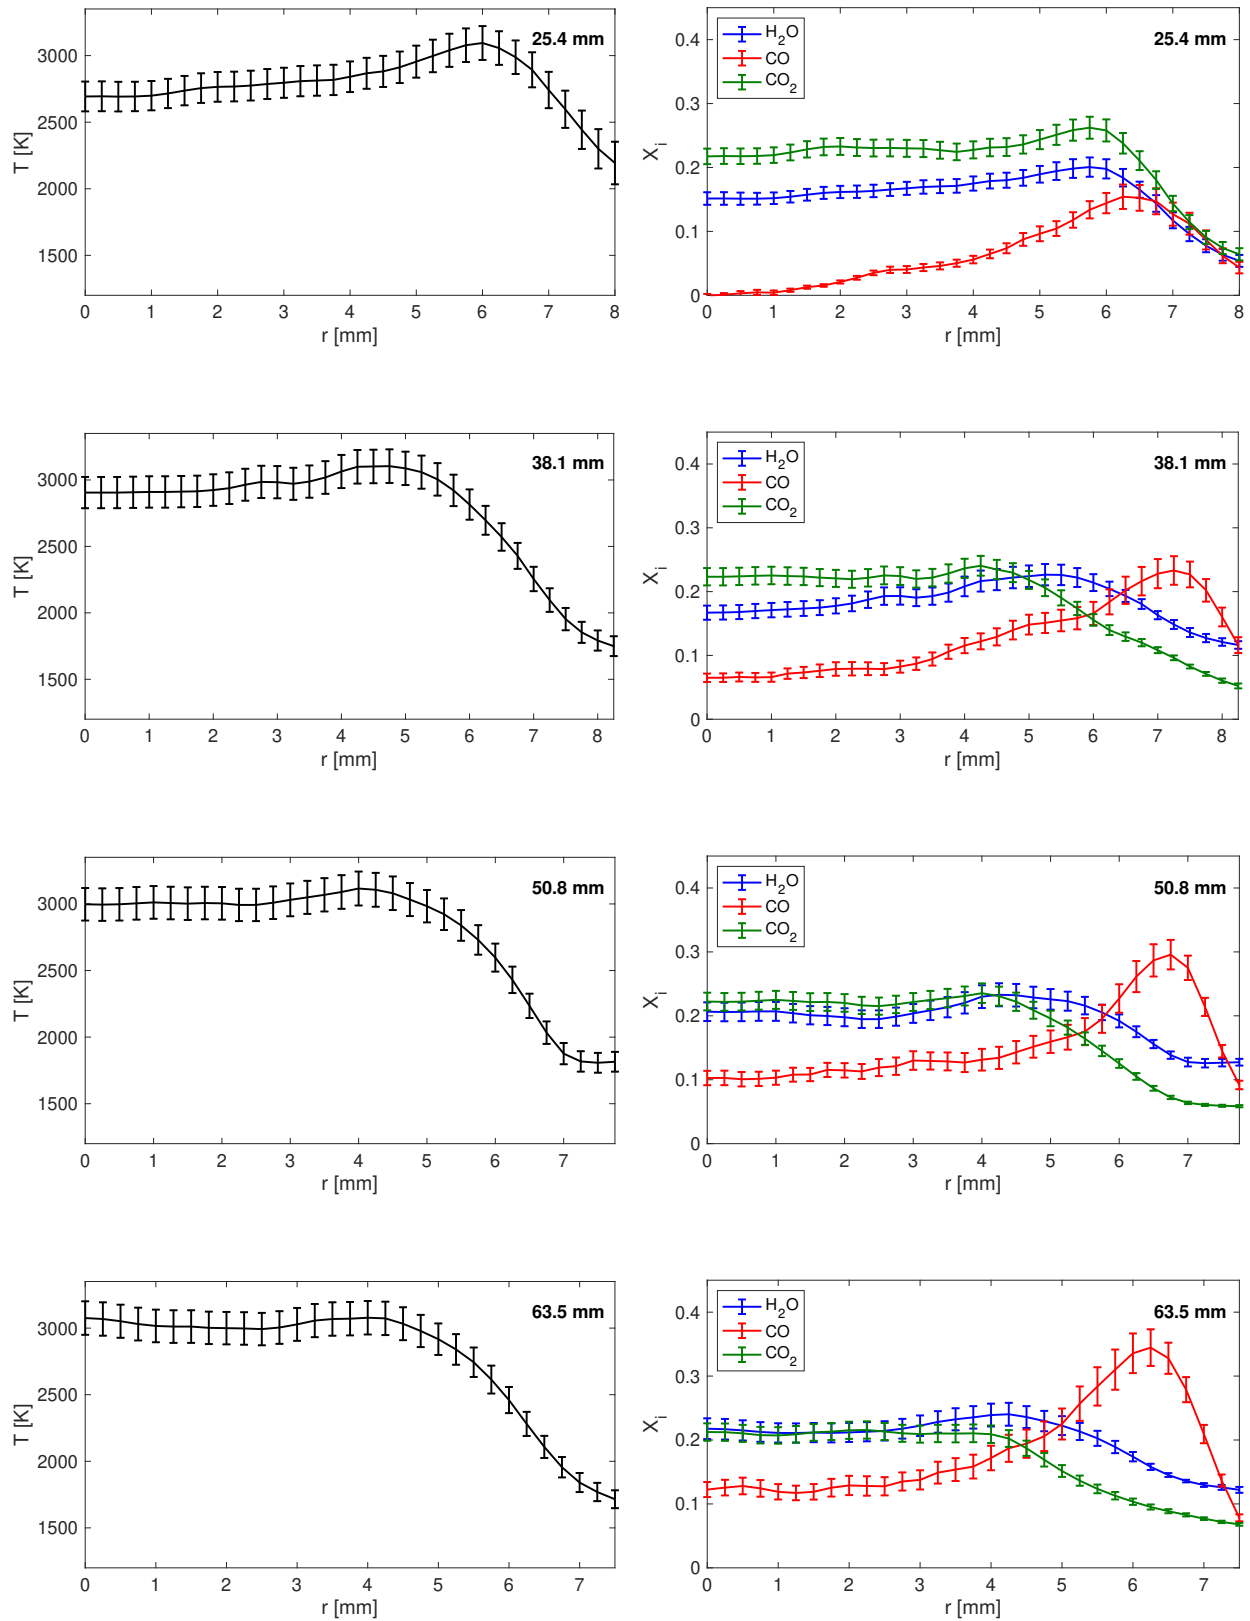 25.4 mm
T [K]
3000
2500
2000
1500
0 1 2 3 4 5 6 7 8
r [mm]
25.4 mm
H₂O
CO
CO₂
X_i
0.4
0.3
0.2
0.1
0
0 1 2 3 4 5 6 7 8
r [mm]
38.1 mm
T [K]
3000
2500
2000
1500
0 1 2 3 4 5 6 7 8
r [mm]
38.1 mm
H₂O
CO
CO₂
X_i
0.4
0.3
0.2
0.1
0
0 1 2 3 4 5 6 7 8
r [mm]
50.8 mm
T [K]
3000
2500
2000
1500
0 1 2 3 4 5 6 7
r [mm]
50.8 mm
H₂O
CO
CO₂
X_i
0.4
0.3
0.2
0.1
0
0 1 2 3 4 5 6 7
r [mm]
63.5 mm
T [K]
3000
2500
2000
1500
0 1 2 3 4 5 6 7
r [mm]
63.5 mm
H₂O
CO
CO₂
X_i
0.4
0.3
0.2
0.1
0
0 1 2 3 4 5 6 7
r [mm]